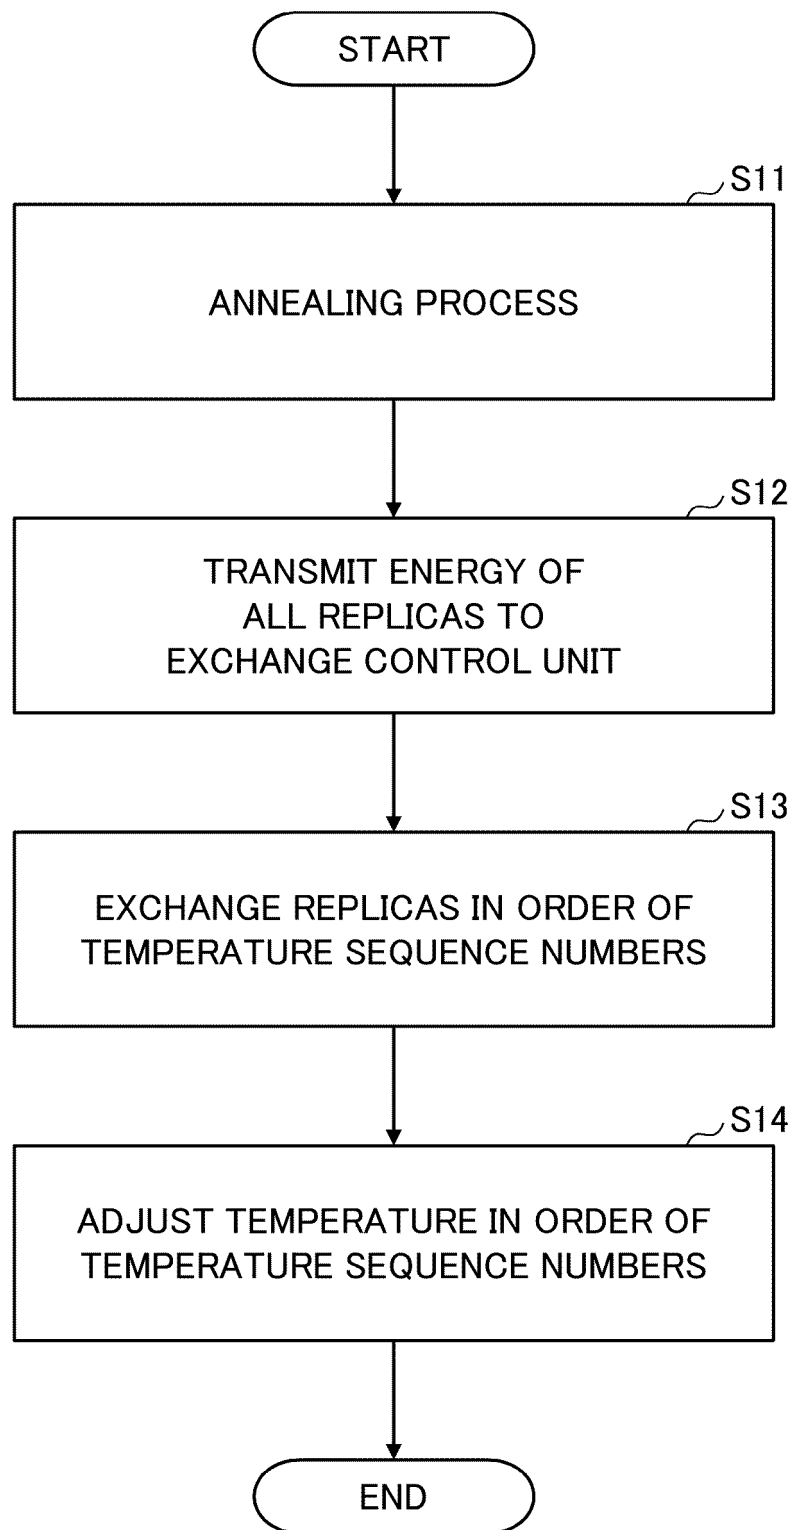 START
S11
ANNEALING PROCESS
S12
TRANSMIT ENERGY OF
ALL REPLICAS TO
EXCHANGE CONTROL UNIT
S13
EXCHANGE REPLICAS IN ORDER OF
TEMPERATURE SEQUENCE NUMBERS
S14
ADJUST TEMPERATURE IN ORDER OF
TEMPERATURE SEQUENCE NUMBERS
END